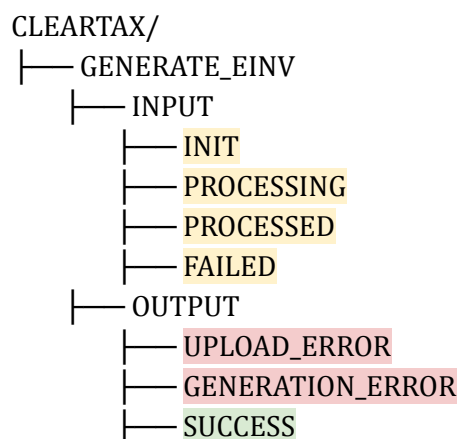 CLEARTAX/
├── GENERATE_EINV
├── INPUT
├── INIT
├── PROCESSING
├── PROCESSED
├── FAILED
├── OUTPUT
├── UPLOAD_ERROR
├── GENERATION_ERROR
├── SUCCESS